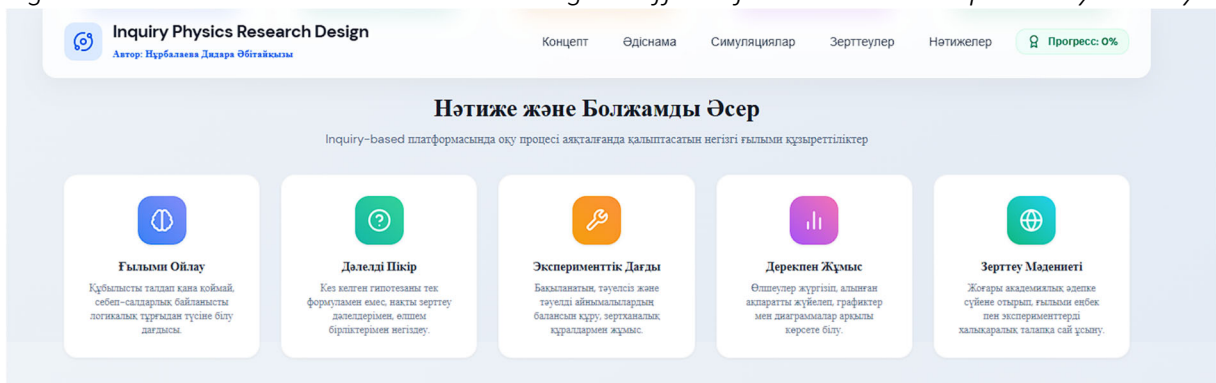 Inquiry Physics Research Design
Автор: Нұрбалаева Дидара Әбітайқызы
Концепт
Әдіснама
Симуляциялар
Зерттеулер
Нәтижелер
Прогресс: 0%
Нәтиже және Болжамды Әсер
Inquiry-based платформасында оқу процесі аяқталғанда қалыптасатын негізгі ғылыми құзыреттіліктер
Ғылыми Ойлау
Құбылысты талдап қана қоймай,
себеп-салдарлық байланысты
логикалық тұрғыдан түсіне білу
дағдысы.
Дәлелді Пікір
Кез келген гипотезаны тек
формуламен емес, нақты зерттеу
дәлелдерімен, өлшем
бірліктерімен негіздеу.
Эксперименттік Дағды
Бақыланатын, тәуелсіз және
тәуелді айнымалылардың
балансын құру, зертханалық
құралдармен жұмыс.
Дерекпен Жұмыс
Өлшеулер жүргізіп, алынған
ақпаратты жүйелеп, графиктер
мен диаграммалар арқылы
көрсете білу.
Зерттеу Мәдениеті
Жоғары академиялық әдепке
сүйене отырып, ғылыми еңбек
пен эксперименттерді
халықаралық талапқа сай ұсыну.